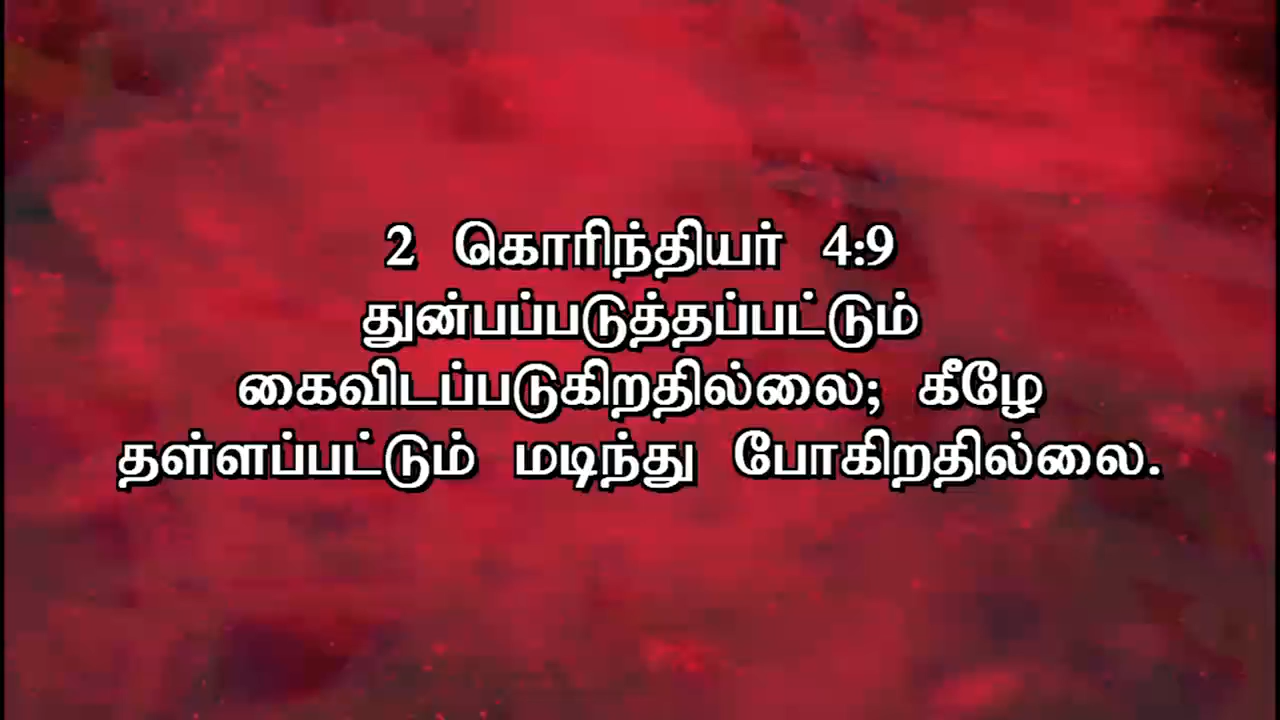 2 கொரிந்தியர் 4:9
துன்பப்படுத்தப்பட்டும்
கைவிடப்படுகிறதில்லை; கீழே
தள்ளப்பட்டும் மடிந்து போகிறதில்லை.